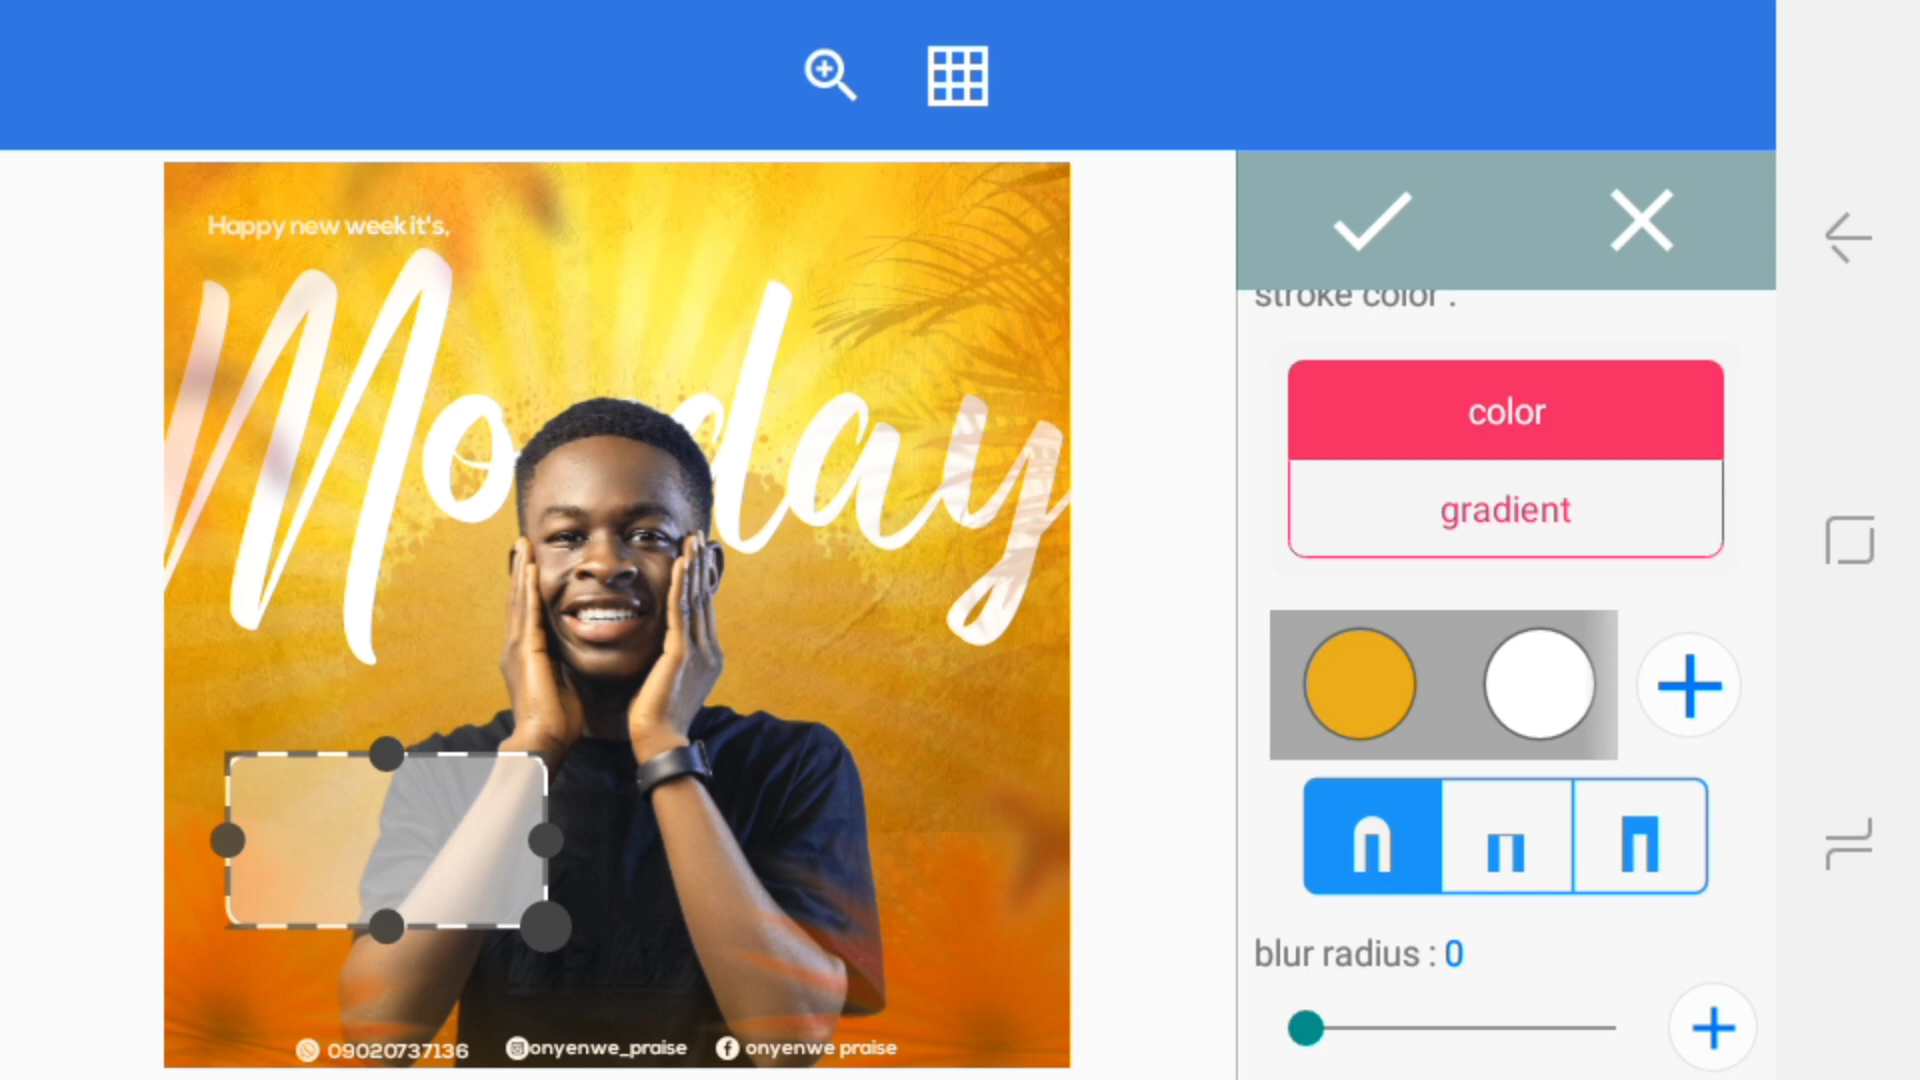 Happy new week it's,
Monday
09020737136
onyenwe_praise
onyenwe praise
stroke color :
color
gradient
blur radius : 0